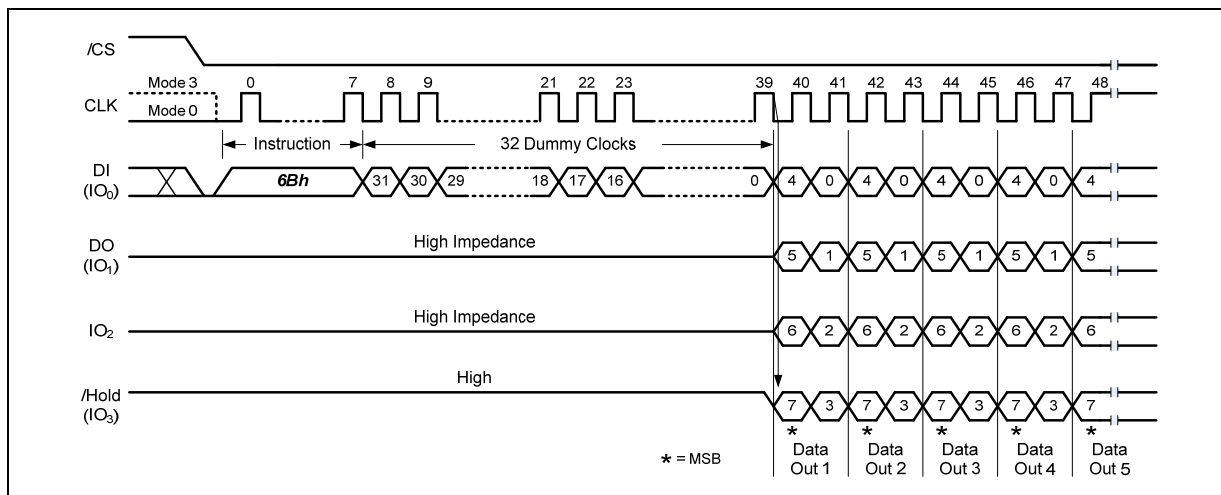 /CS
Mode 3 0 7 8 9 21 22 23 39 40 41 42 43 44 45 46 47 48
CLK Mode 0
Instruction 32 Dummy Clocks
DI
(IO0) 6Bh 31 30 29 18 17 16 0 4 0 4 0 4 0 4 0 4
High Impedance
DO
(IO1) 5 1 5 1 5 1 5 1 5
High Impedance
IO2 6 2 6 2 6 2 6 2 6
High
/Hold
(IO3) 7 3 7 3 7 3 7 3 7
* * * * *
* = MSB
Data Out 1
Data Out 2
Data Out 3
Data Out 4
Data Out 5